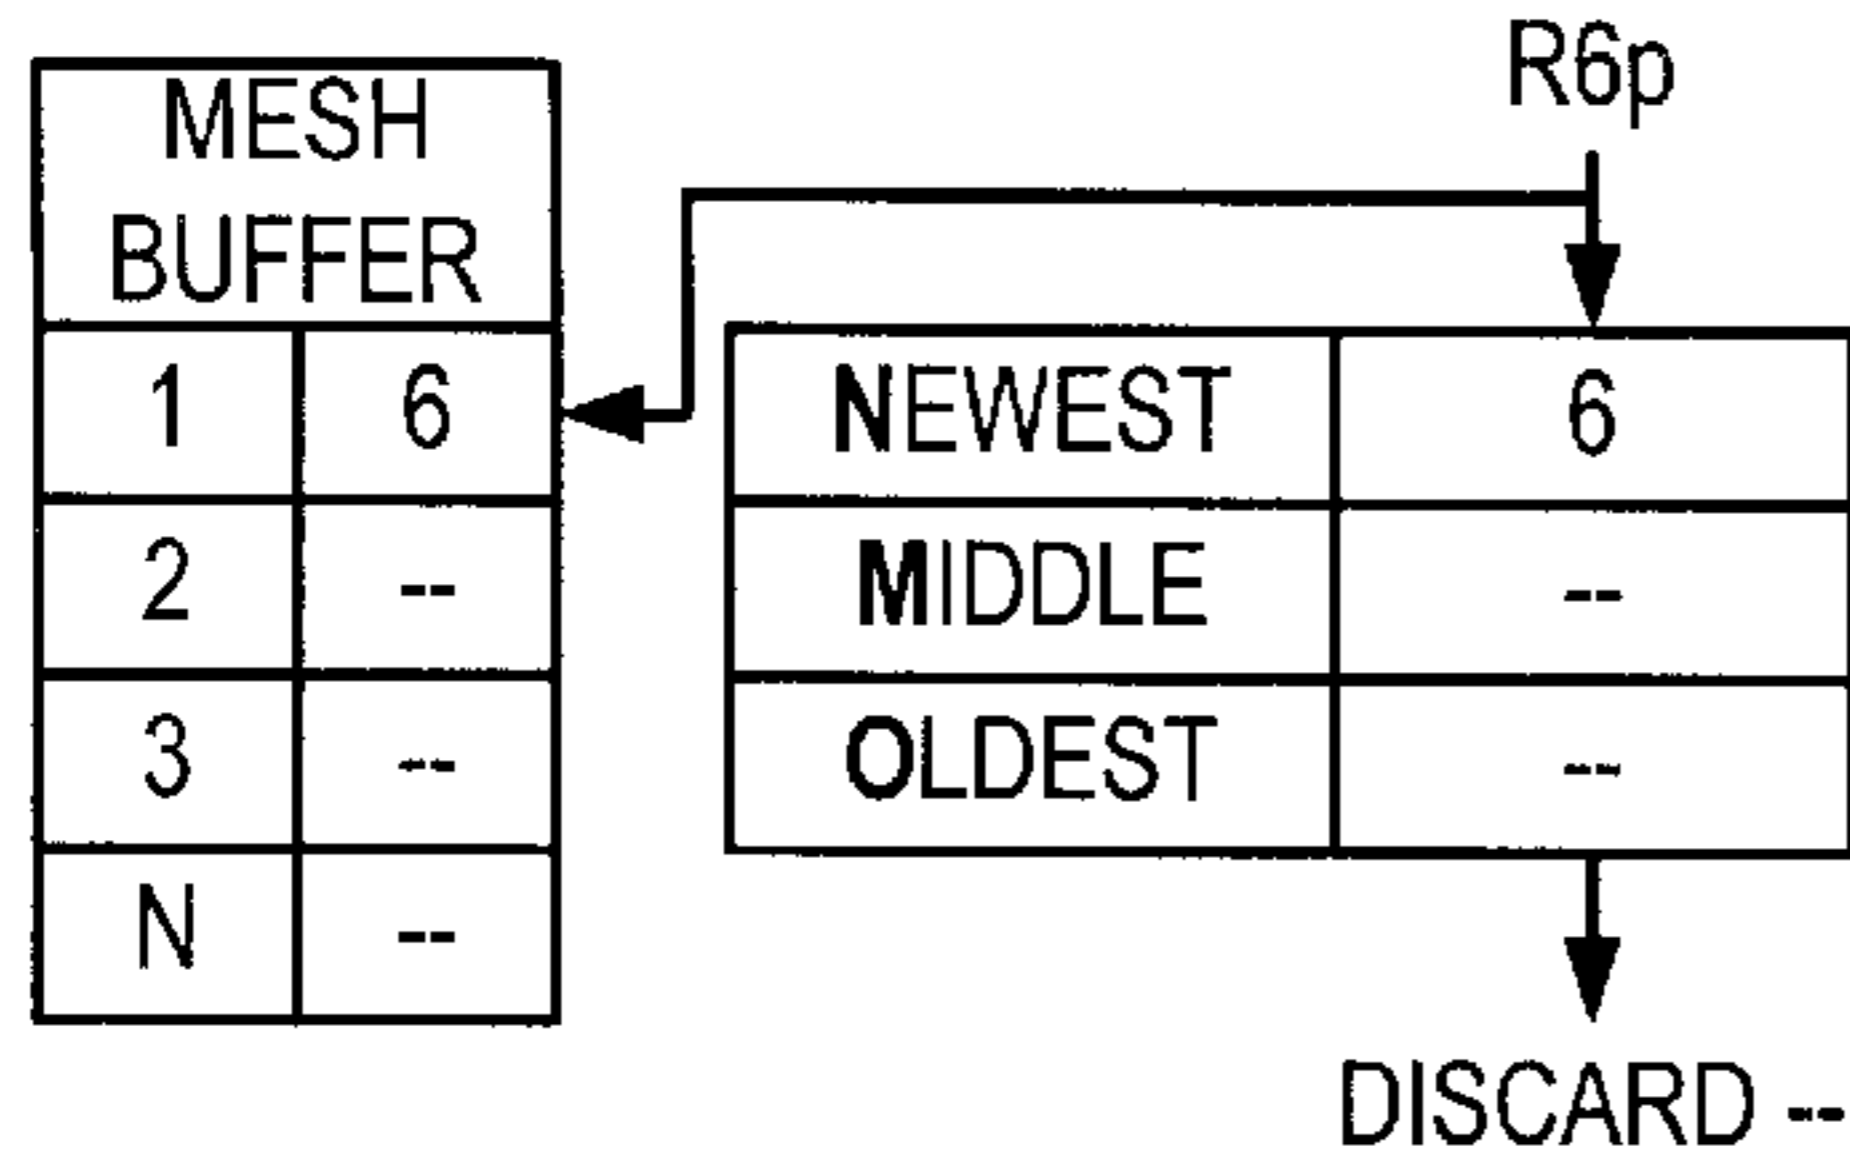 MESH
BUFFER
1 6
2 --
3 --
N --
R6p
NEWEST 6
MIDDLE --
OLDEST --
DISCARD --